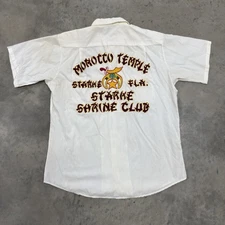 MOROCCO TEMPLE
STARKE FLA.
STARKE
SHRINE CLUB